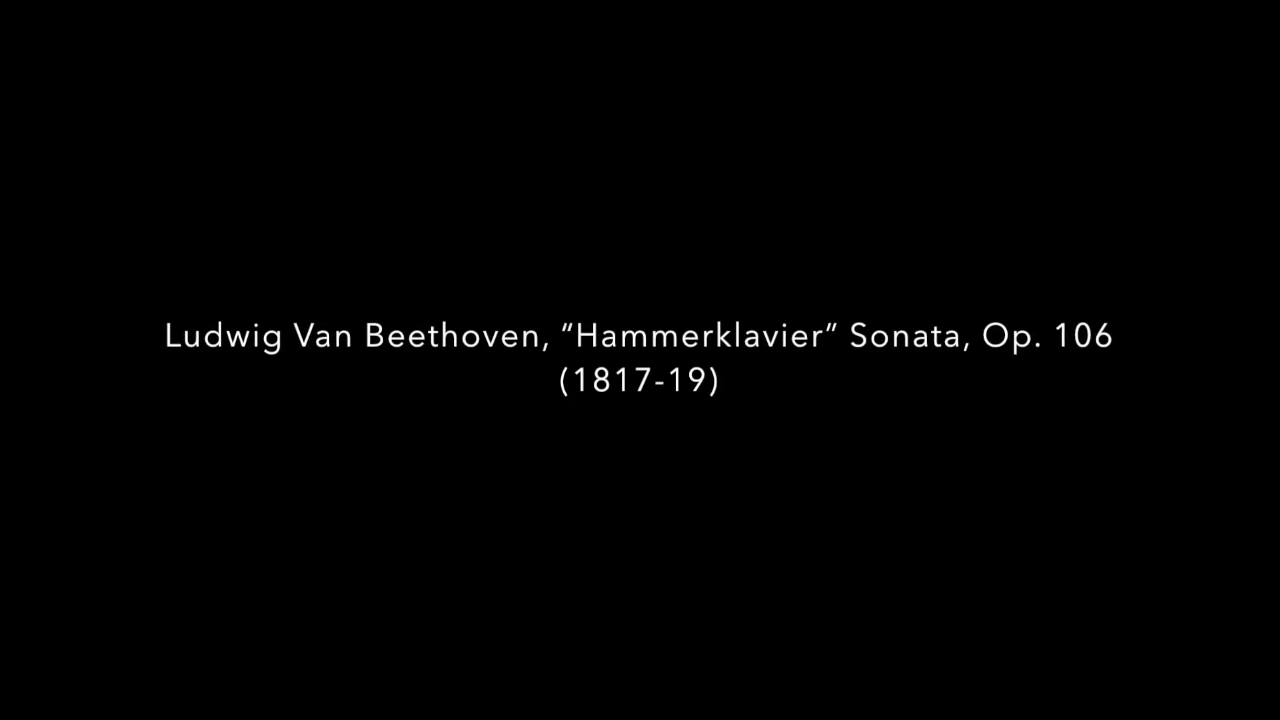 Ludwig Van Beethoven, “Hammerklavier” Sonata, Op. 106
(1817-19)